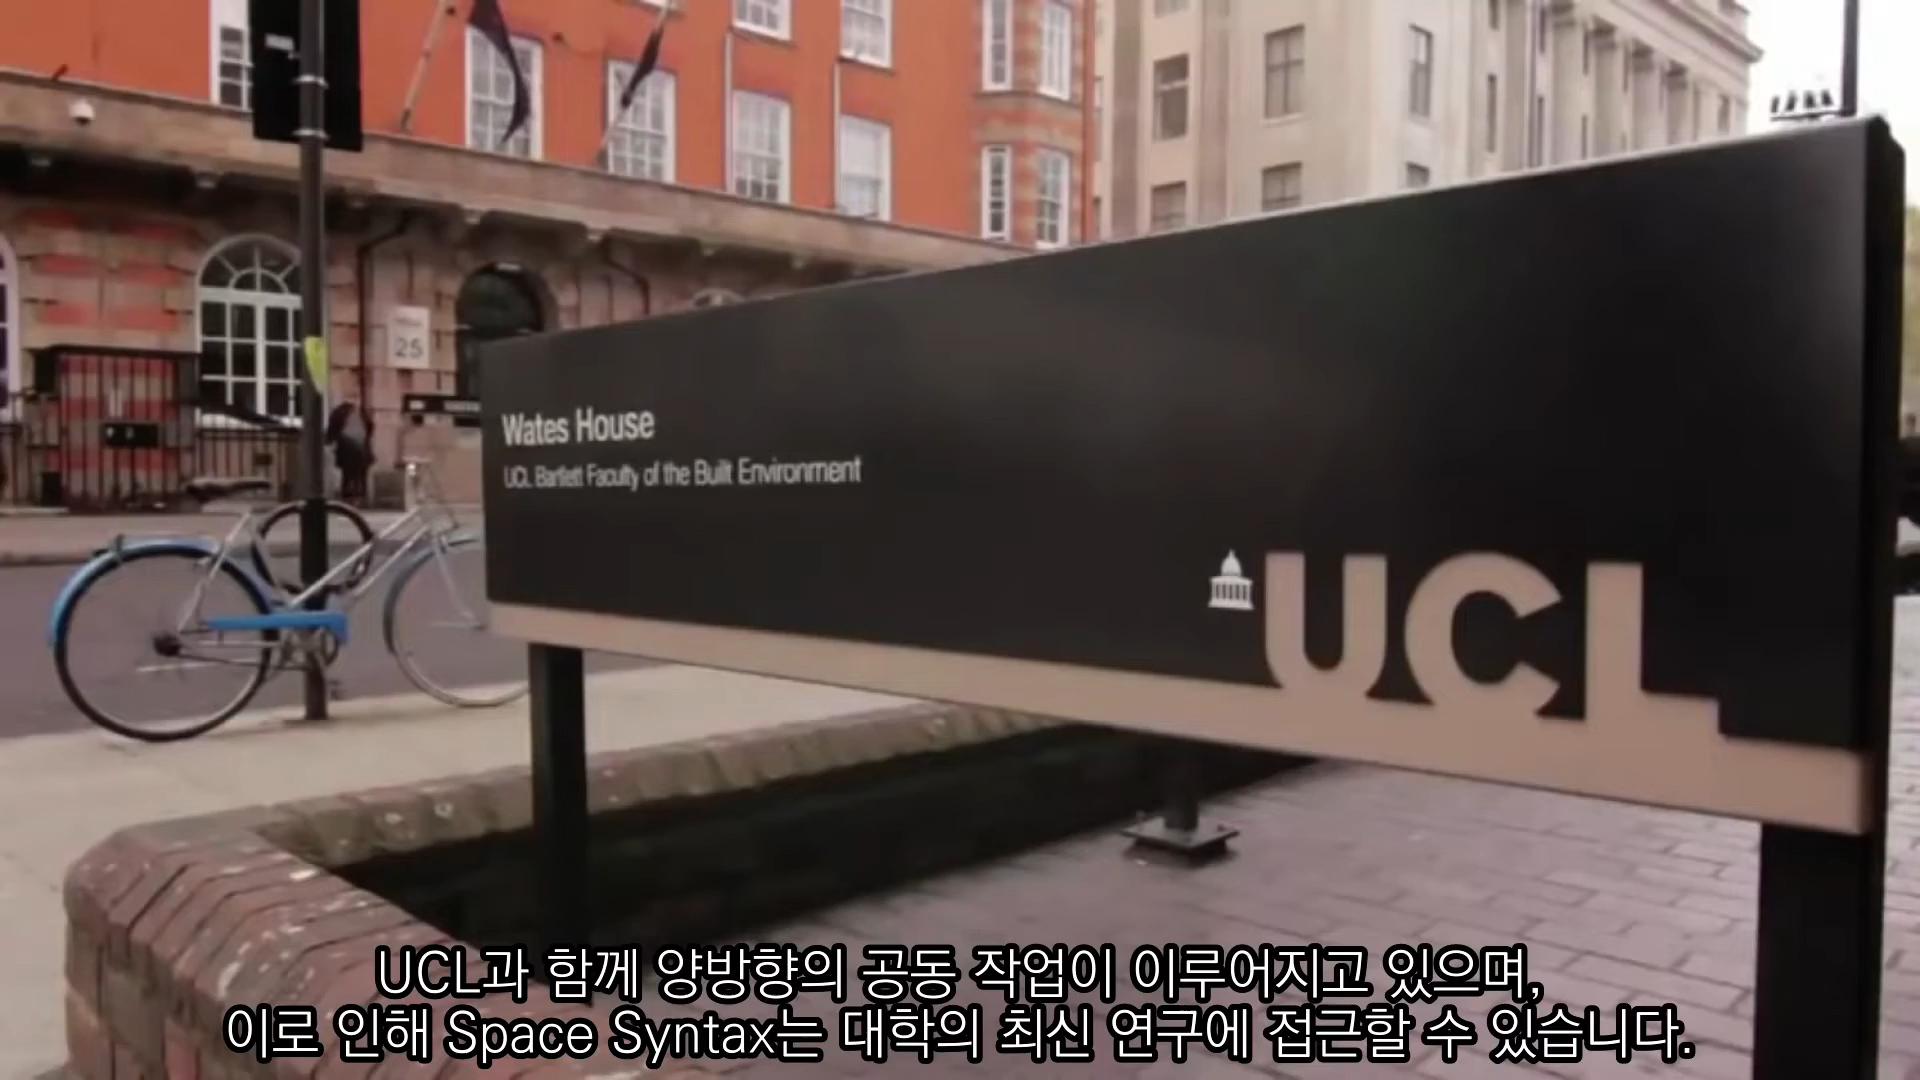 25
Wates House
UCL Bartlett Faculty of the Built Environment
UCL
UCL과 함께 양방향의 공동 작업이 이루어지고 있으며,
이로 인해 Space Syntax는 대학의 최신 연구에 접근할 수 있습니다.